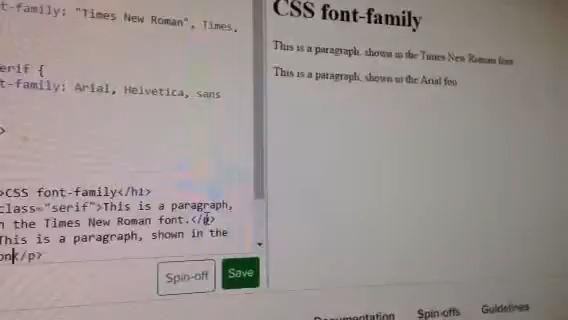 t-family: "Times New Roman", Times,
erif {
t-family: Arial, Helvetica, sans
>
>CSS font-family</h1>
class="serif">This is a paragraph,
n the Times New Roman font.</p>
This is a paragraph, shown in the
on</p>
Spin-off
Save
CSS font-family
This is a paragraph, shown in the Times New Roman font
This is a paragraph, shown in the Arial fon
Documentation
Spin-offs
Guidelines